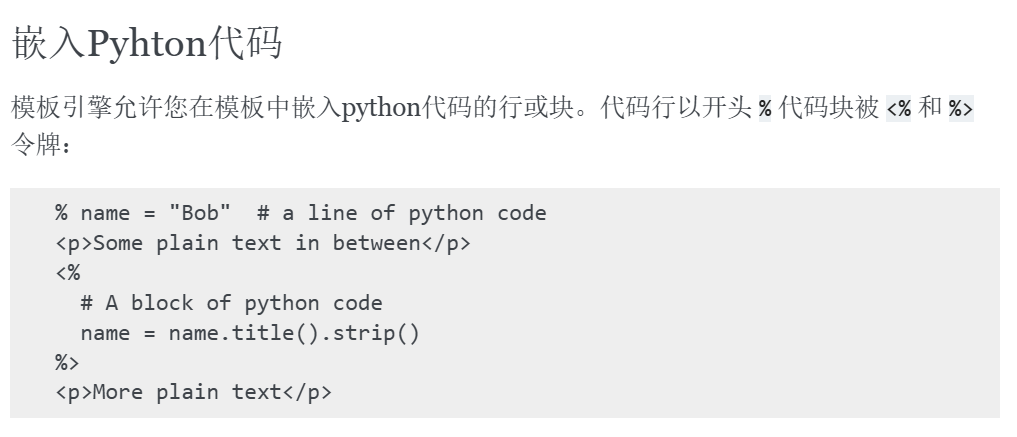 嵌入Pyhton代码
模板引擎允许您在模板中嵌入python代码的行或块。代码行以开头 % 代码块被 <% 和 %>
令牌：
% name = "Bob"  # a line of python code
<p>Some plain text in between</p>
<%
  # A block of python code
  name = name.title().strip()
%>
<p>More plain text</p>